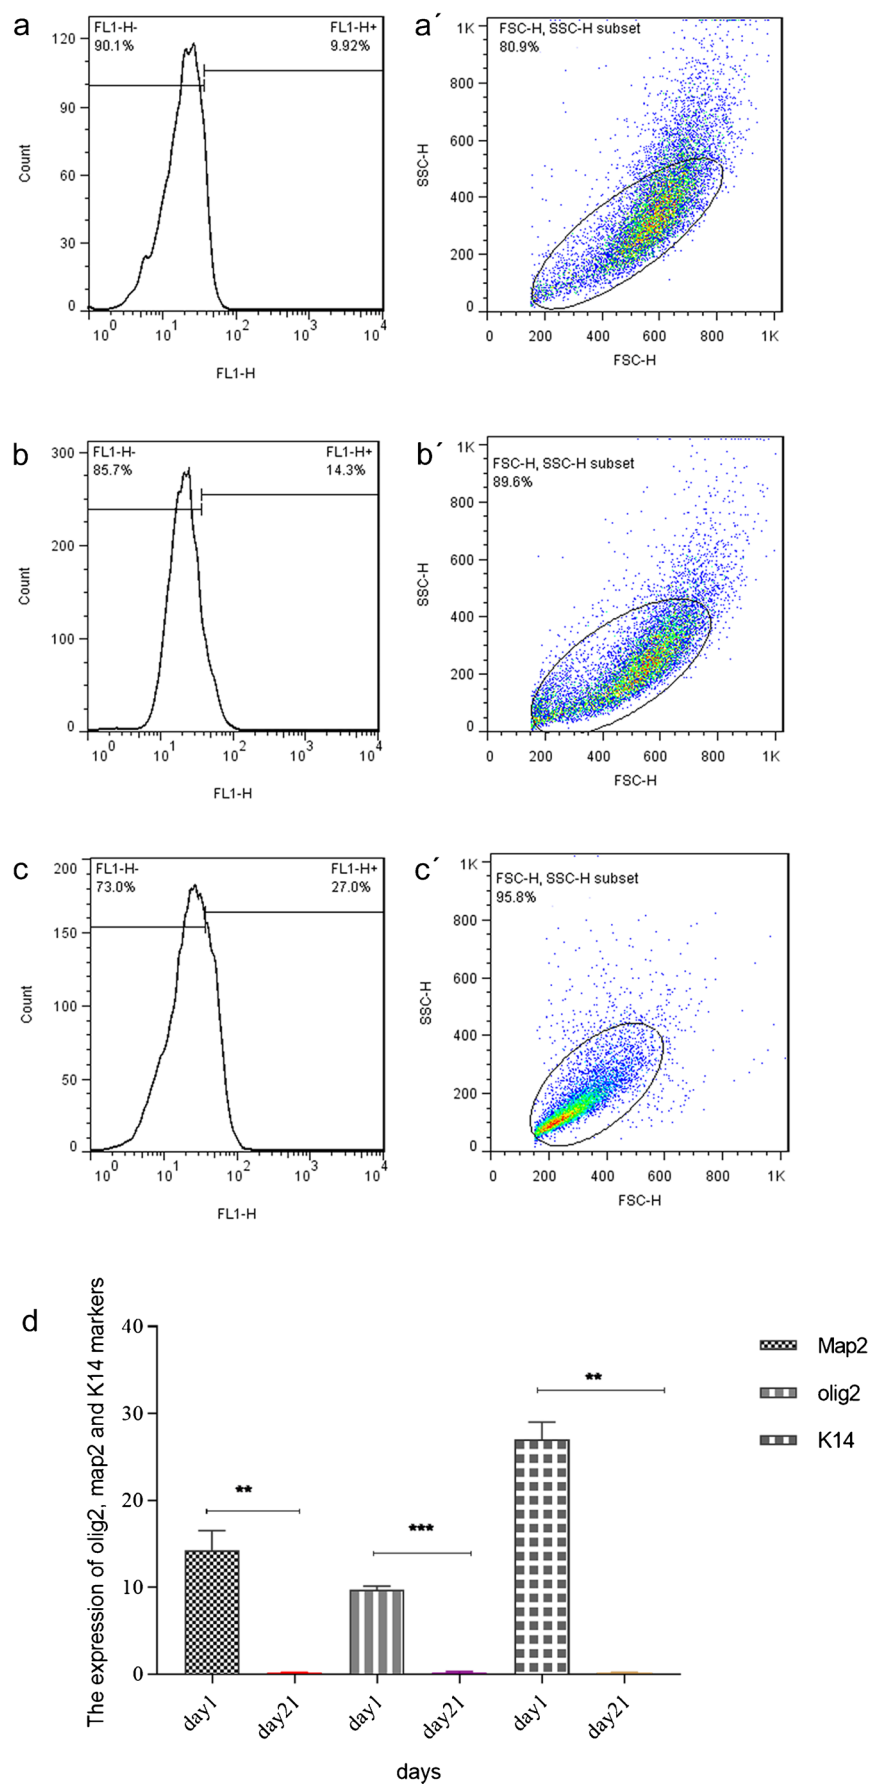 a
FL1-H-
90.1%
FL1-H+
9.92%
120
90
60
30
0
Count
10^0 10^1 10^2 10^3 10^4
FL1-H
a´
FSC-H, SSC-H subset
80.9%
1K
800
600
400
200
0
SSC-H
0 200 400 600 800 1K
FSC-H
b
FL1-H-
85.7%
FL1-H+
14.3%
300
200
100
0
Count
10^0 10^1 10^2 10^3 10^4
FL1-H
b´
FSC-H, SSC-H subset
89.6%
1K
800
600
400
200
0
SSC-H
0 200 400 600 800 1K
FSC-H
c
FL1-H-
73.0%
FL1-H+
27.0%
200
150
100
50
0
Count
10^0 10^1 10^2 10^3 10^4
FL1-H
c´
FSC-H, SSC-H subset
95.8%
1K
800
600
400
200
0
SSC-H
0 200 400 600 800 1K
FSC-H
d
The expression of olig2, map2 and K14 markers
40
30
20
10
0
**
***
**
day1 day21 day1 day21 day1 day21
days
Map2
olig2
K14